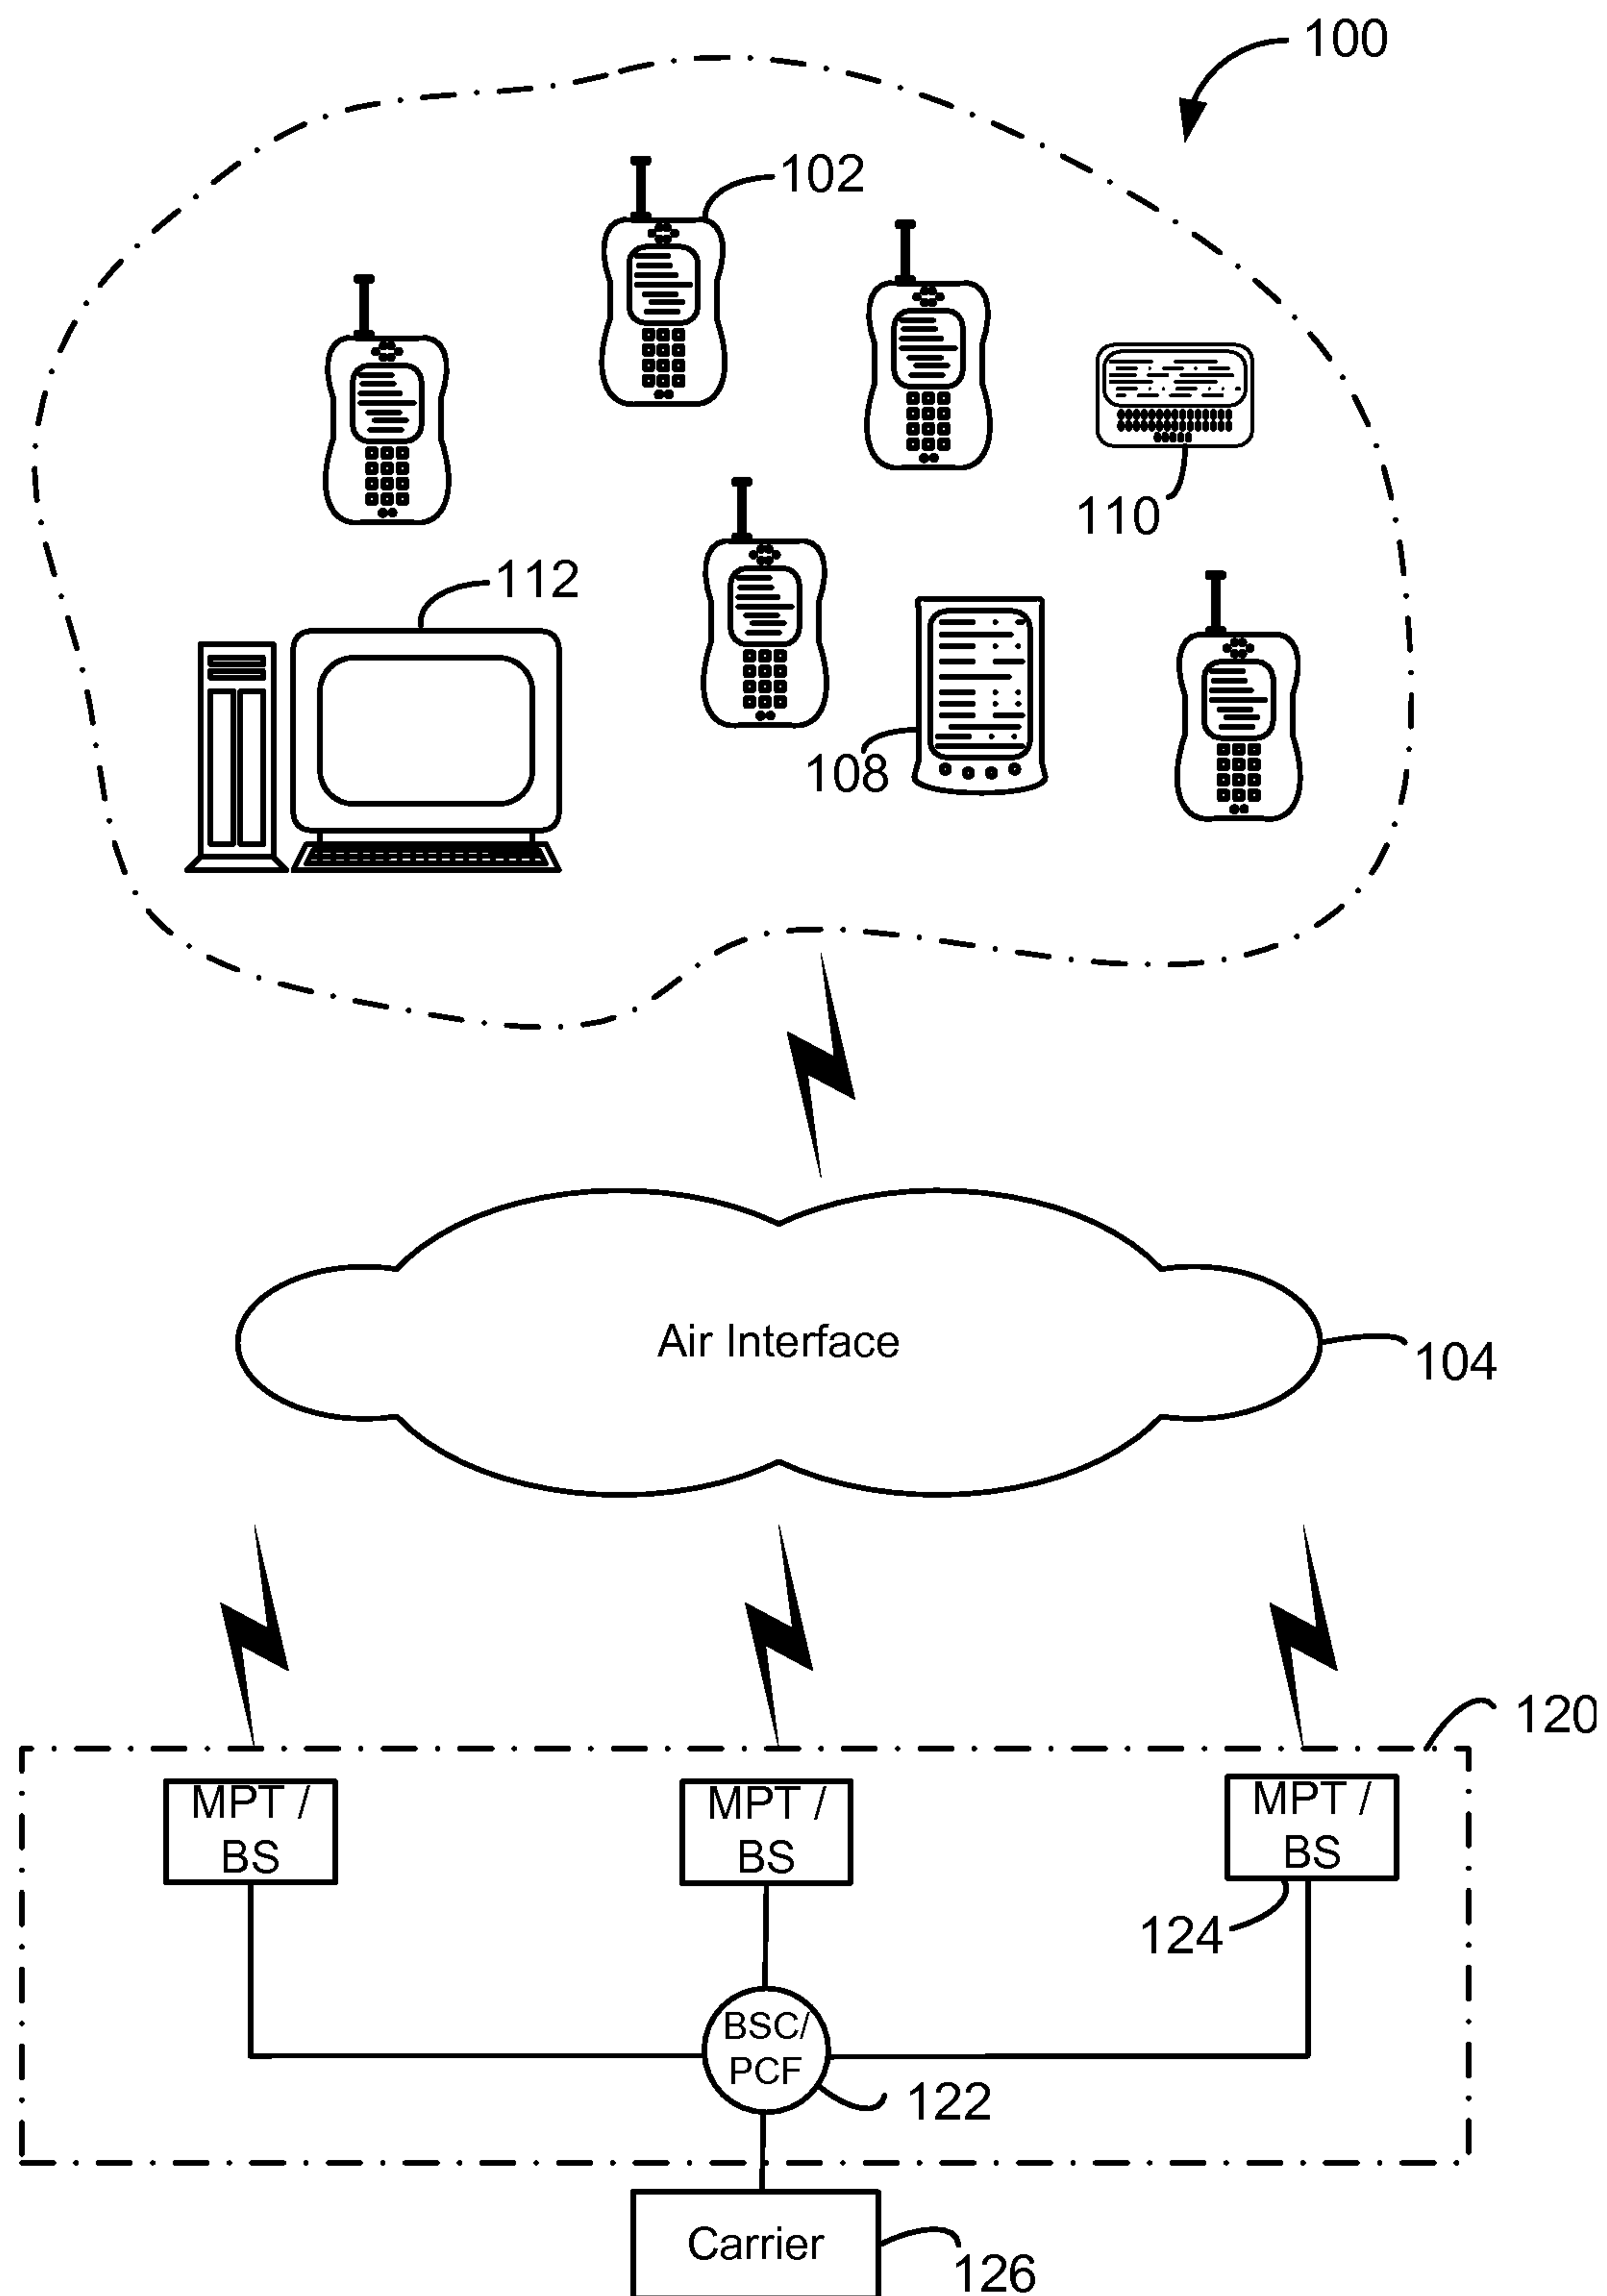 100
102
110
112
108
Air Interface
104
120
MPT /
BS
MPT /
BS
MPT /
BS
124
BSC/
PCF
122
Carrier
126